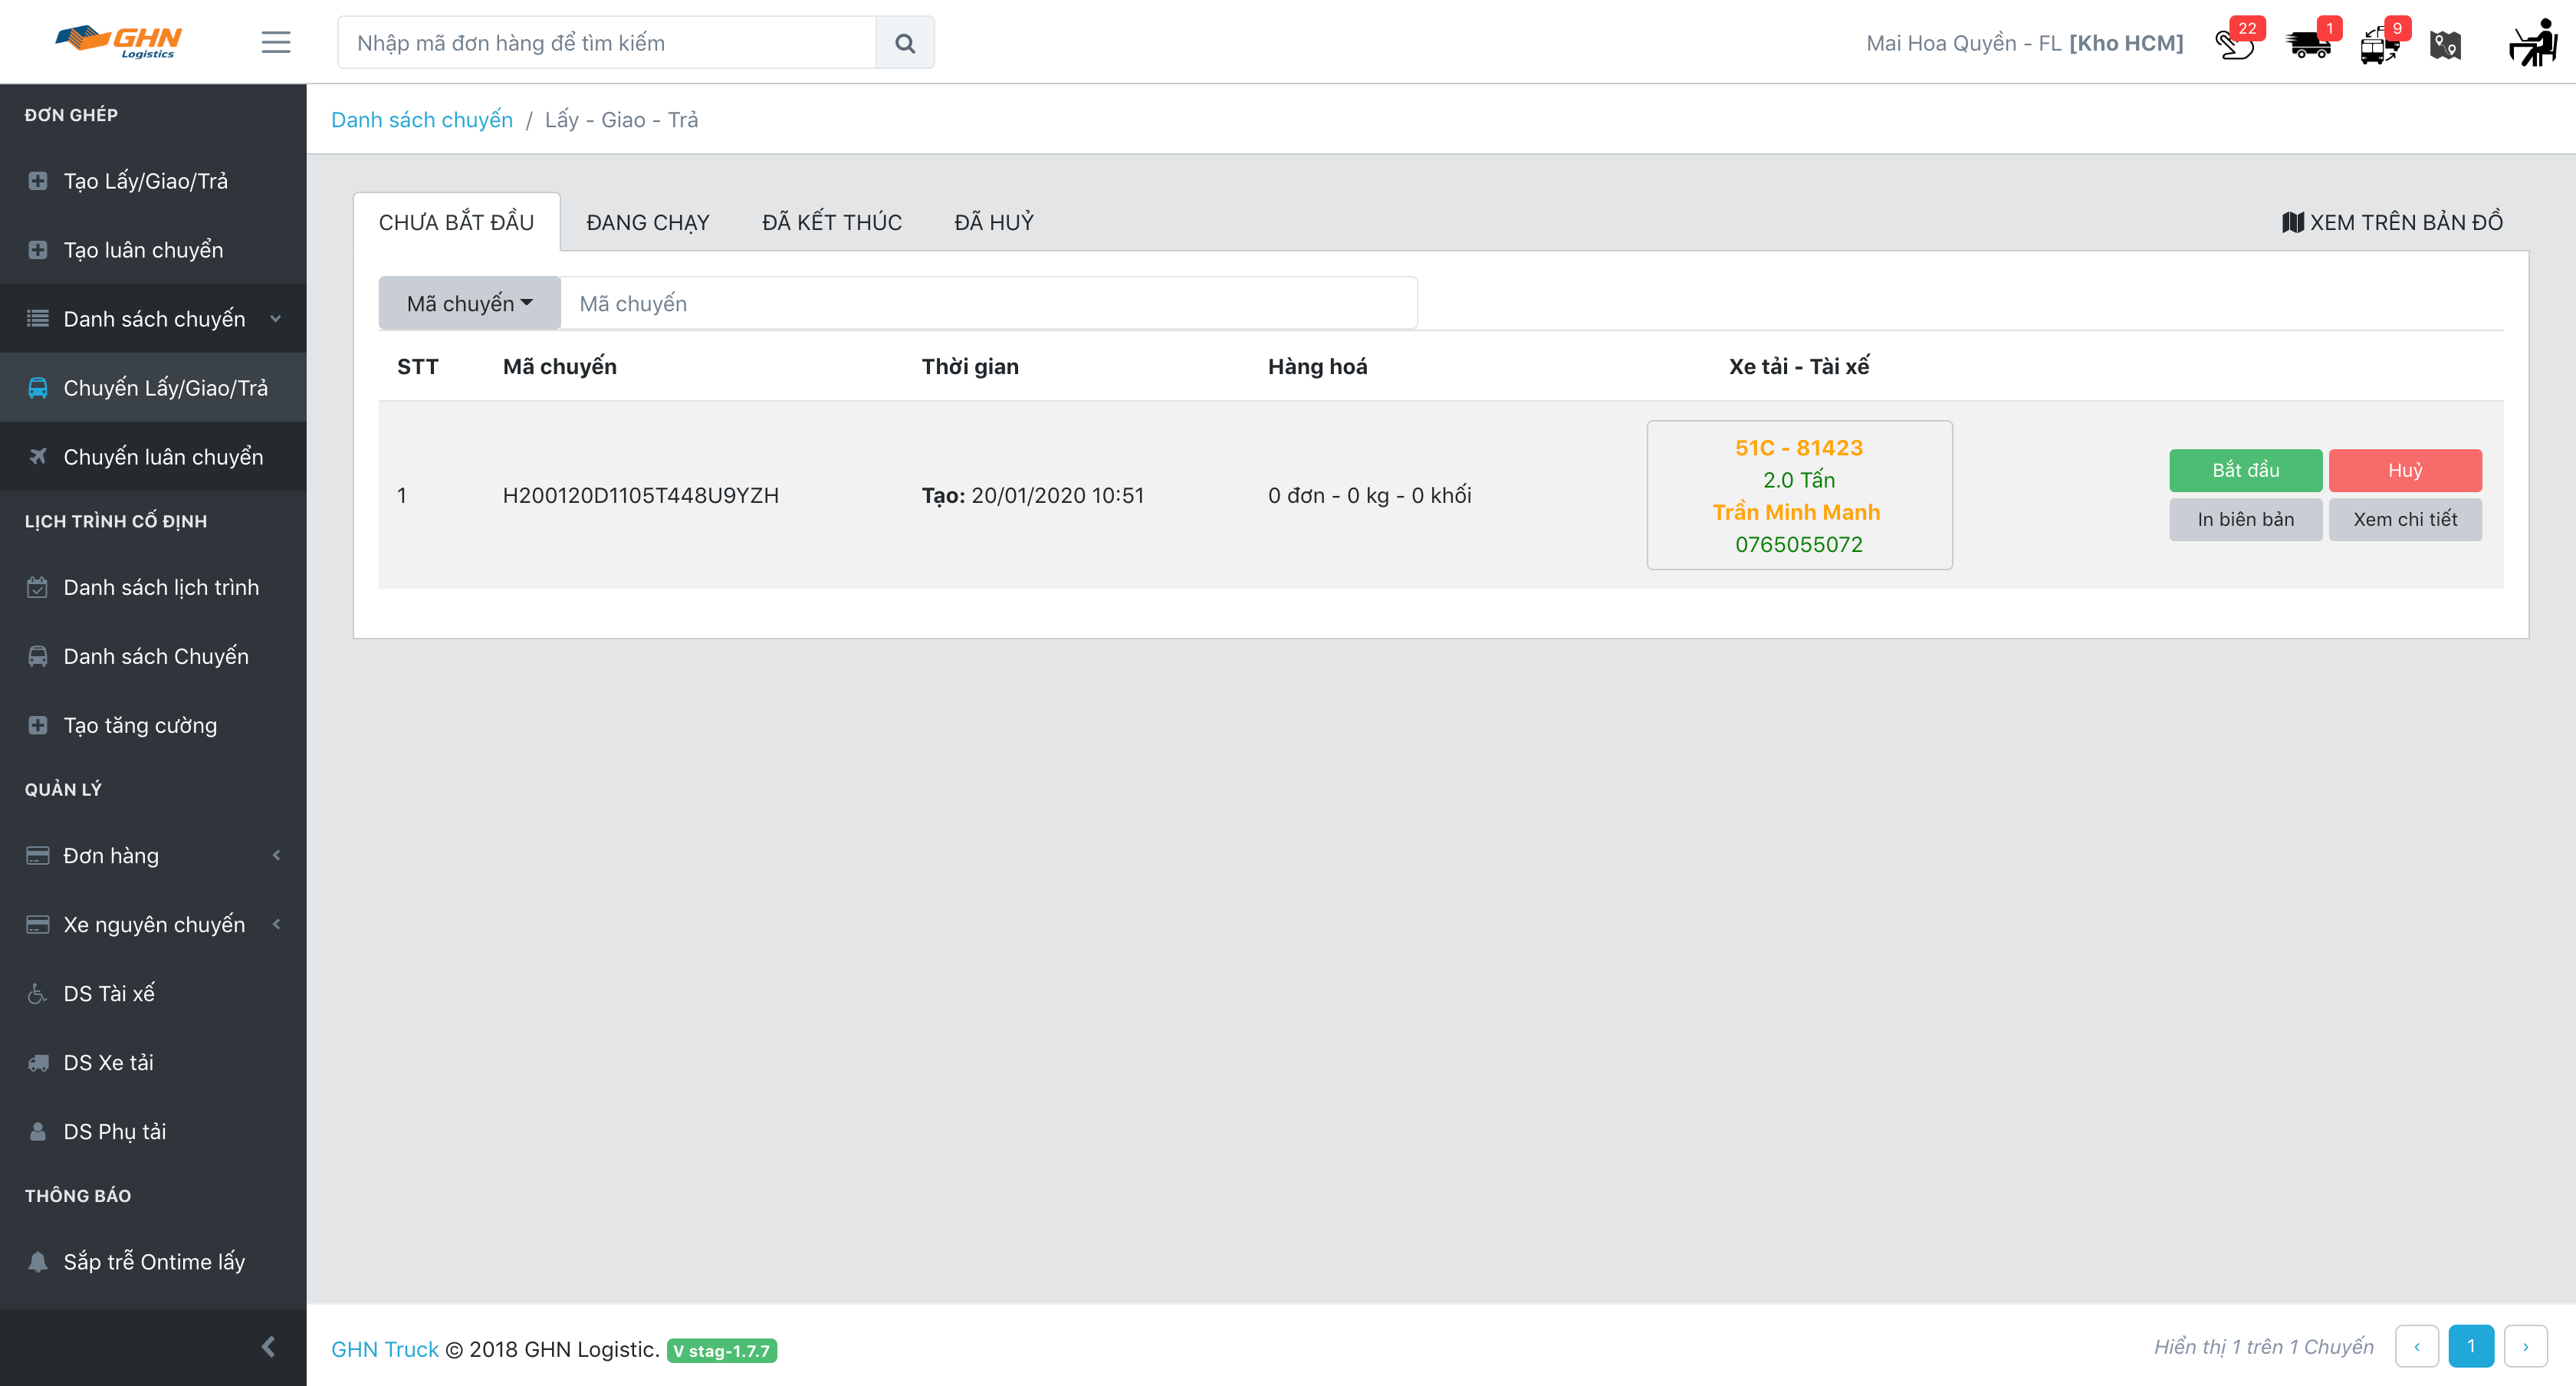 GHN
Logistics
Nhập mã đơn hàng để tìm kiếm
Mai Hoa Quyền - FL [Kho HCM]
22
1
9
ĐƠN GHÉP
Tạo Lấy/Giao/Trả
Tạo luân chuyển
Danh sách chuyến
Chuyến Lấy/Giao/Trả
Chuyến luân chuyển
LỊCH TRÌNH CỐ ĐỊNH
Danh sách lịch trình
Danh sách Chuyến
Tạo tăng cường
QUẢN LÝ
Đơn hàng
Xe nguyên chuyến
DS Tài xế
DS Xe tải
DS Phụ tải
THÔNG BÁO
Sắp trễ Ontime lấy
Danh sách chuyến / Lấy - Giao - Trả
CHƯA BẮT ĐẦU ĐANG CHẠY ĐÃ KẾT THÚC ĐÃ HUỶ XEM TRÊN BẢN ĐỒ
Mã chuyến Mã chuyến
STT Mã chuyến Thời gian Hàng hoá Xe tải - Tài xế
1 H200120D1105T448U9YZH Tạo: 20/01/2020 10:51 0 đơn - 0 kg - 0 khối
51C - 81423
2.0 Tấn
Trần Minh Manh
0765055072
Bắt đầu Huỷ
In biên bản Xem chi tiết
GHN Truck © 2018 GHN Logistic. V stag-1.7.7
Hiển thị 1 trên 1 Chuyến ‹ 1 ›